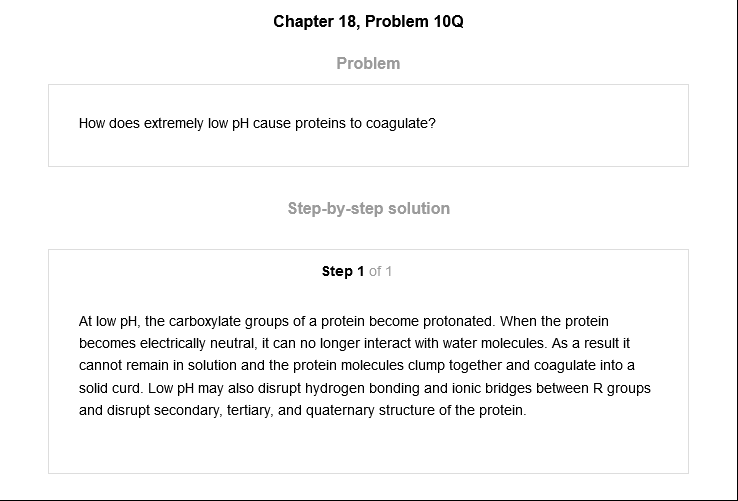 Chapter 18, Problem 10Q
Problem
How does extremely low pH cause proteins to coagulate?
Step-by-step solution
Step 1 of 1
At low pH, the carboxylate groups of a protein become protonated. When the protein
becomes electrically neutral, it can no longer interact with water molecules. As a result it
cannot remain in solution and the protein molecules clump together and coagulate into a
solid curd. Low pH may also disrupt hydrogen bonding and ionic bridges between R groups
and disrupt secondary, tertiary, and quaternary structure of the protein.